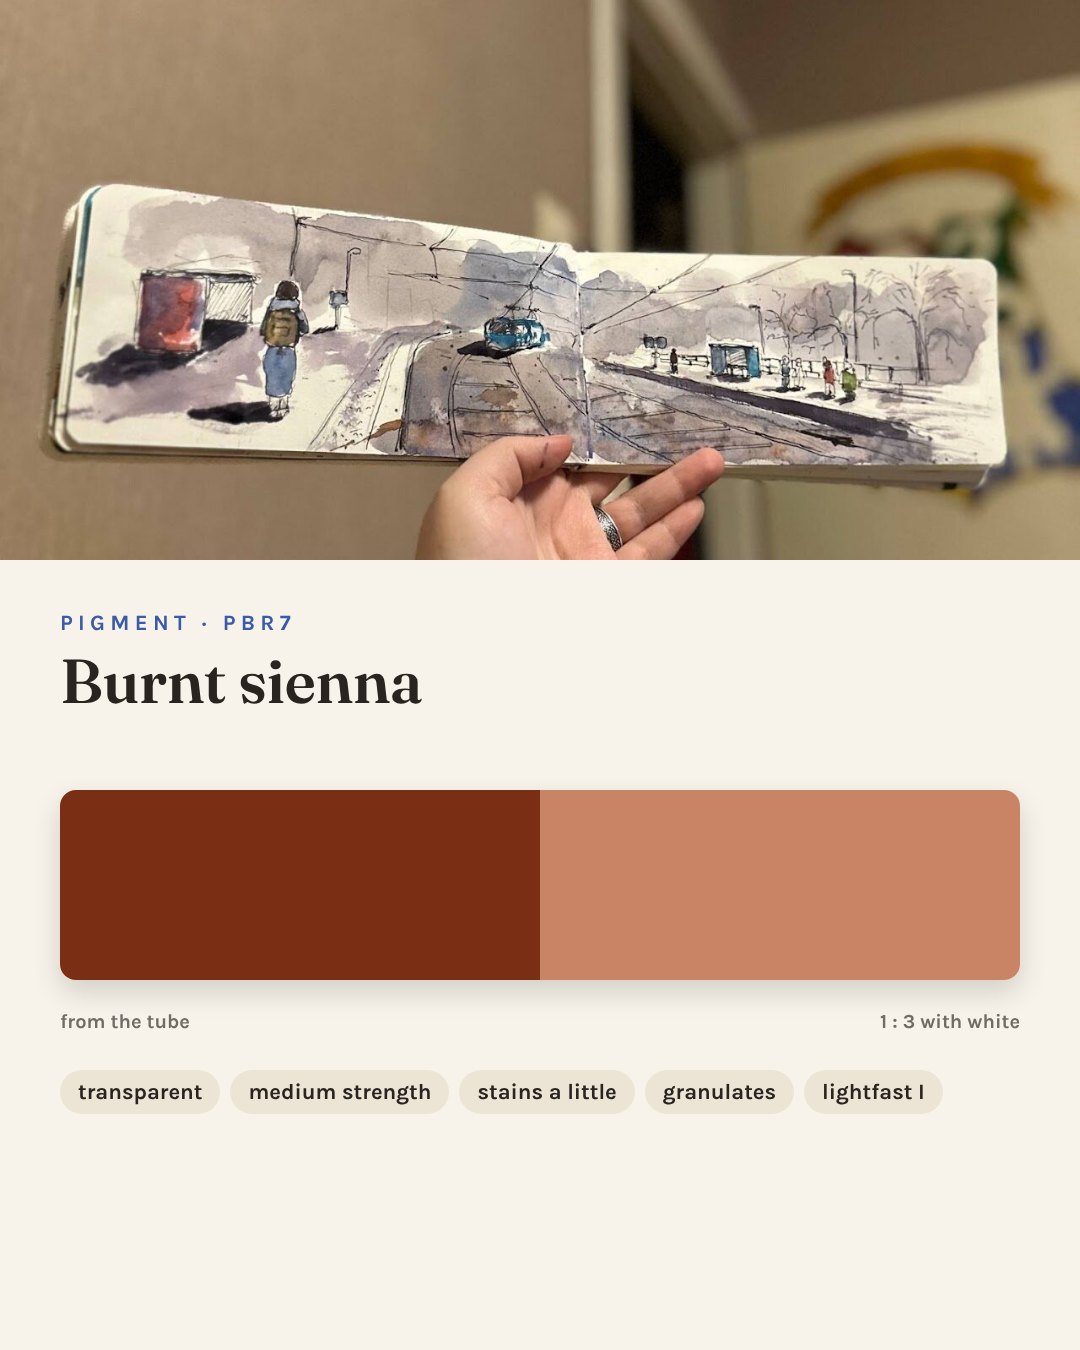 PIGMENT · PBR7
Burnt sienna
from the tube
1 : 3 with white
transparent
medium strength
stains a little
granulates
lightfast I